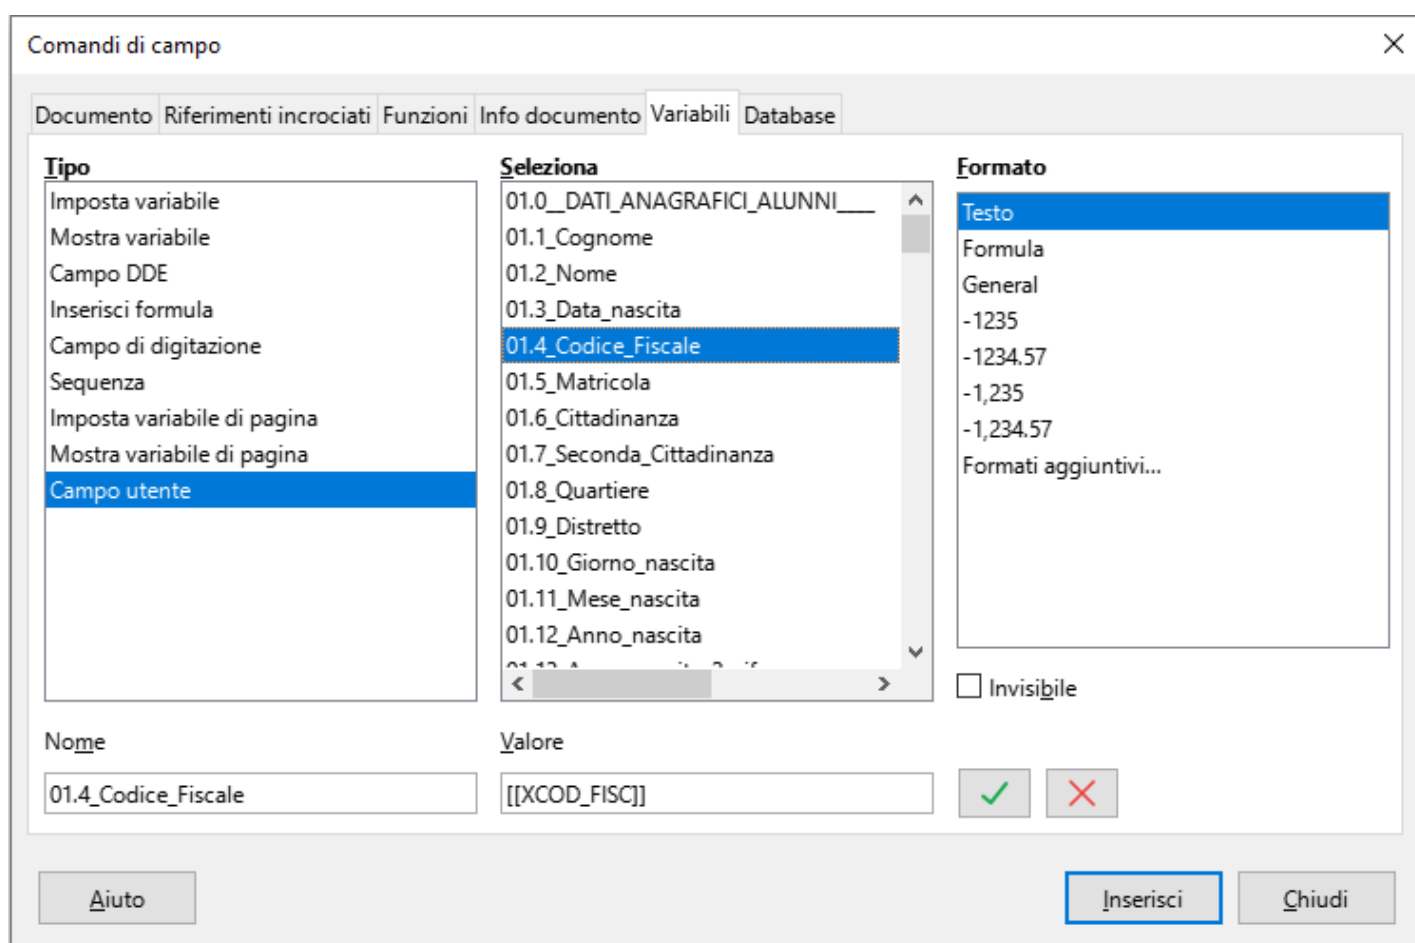 Comandi di campo
Documento Riferimenti incrociati Funzioni Info documento Variabili Database
Tipo
Imposta variabile
Mostra variabile
Campo DDE
Inserisci formula
Campo di digitazione
Sequenza
Imposta variabile di pagina
Mostra variabile di pagina
Campo utente
Seleziona
01.0__DATI_ANAGRAFICI_ALUNNI____
01.1_Cognome
01.2_Nome
01.3_Data_nascita
01.4_Codice_Fiscale
01.5_Matricola
01.6_Cittadinanza
01.7_Seconda_Cittadinanza
01.8_Quartiere
01.9_Distretto
01.10_Giorno_nascita
01.11_Mese_nascita
01.12_Anno_nascita
Formato
Testo
Formula
General
-1235
-1234.57
-1,235
-1,234.57
Formati aggiuntivi...
Invisibile
Nome
01.4_Codice_Fiscale
Valore
[[XCOD_FISC]]
Aiuto
Inserisci
Chiudi